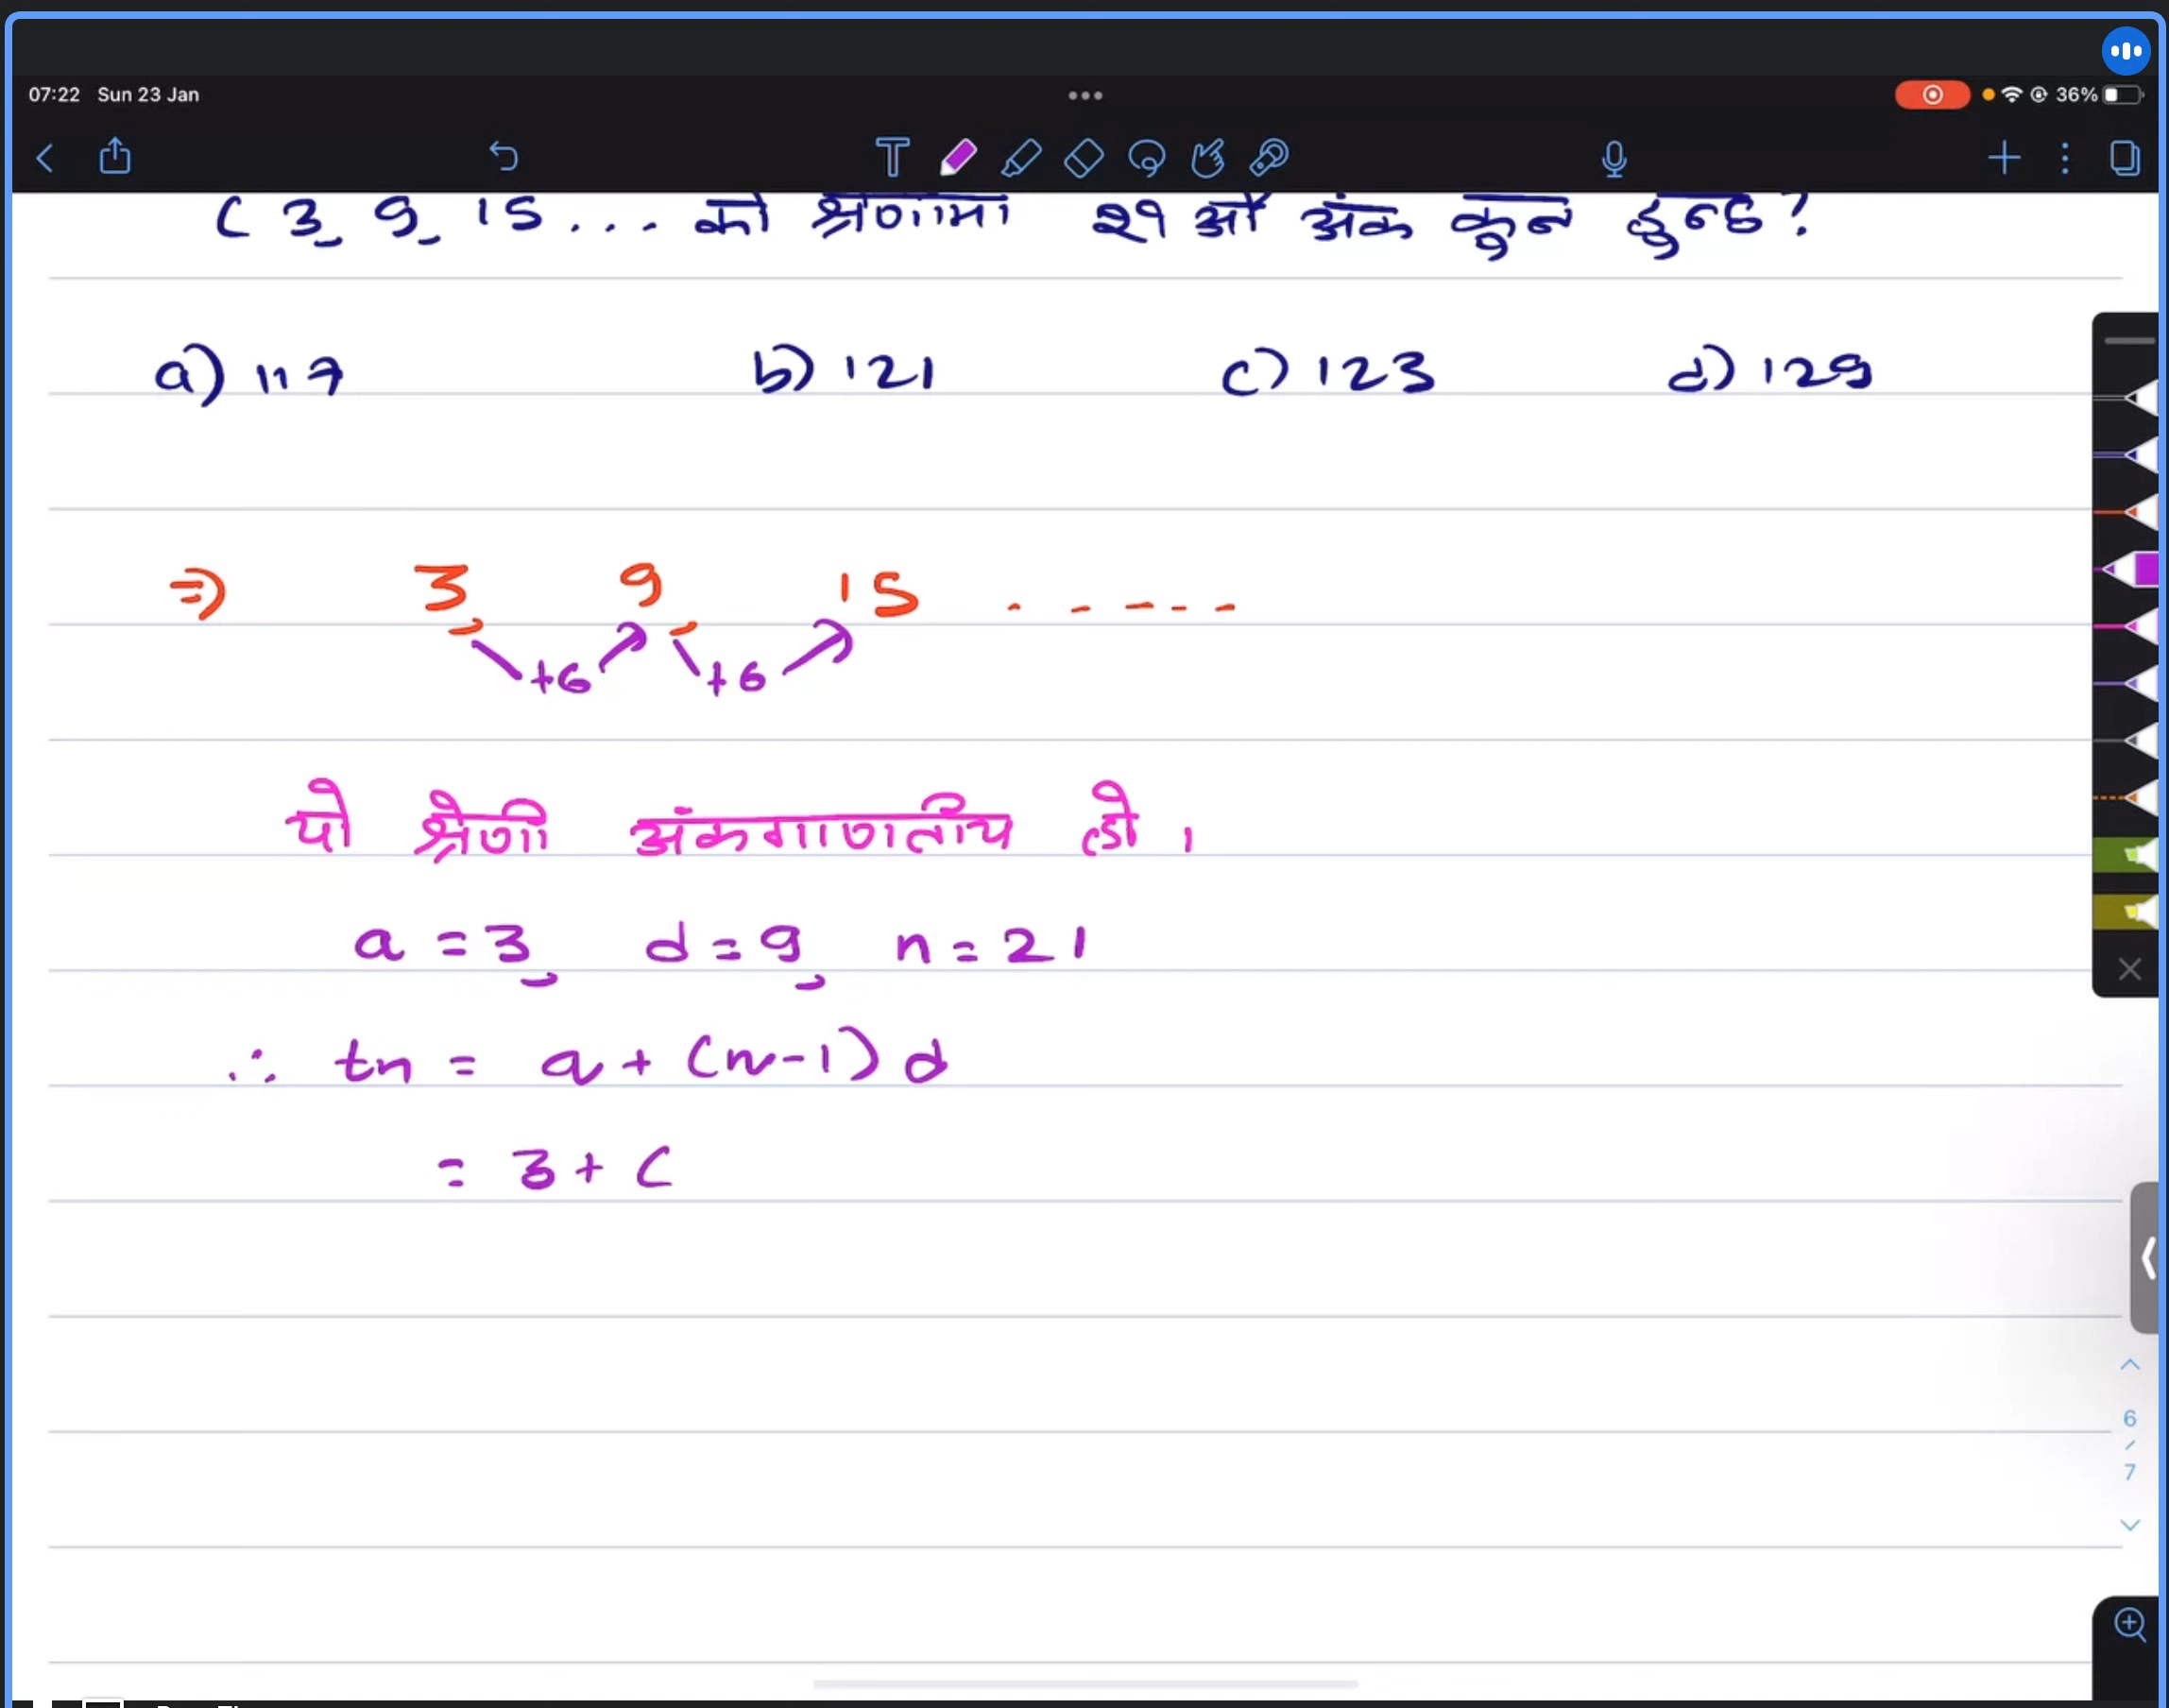 07:22 Sun 23 Jan
36%
( 3, 9, 15 ... को श्रेणीमा २१ औं अंक कुन हुन्छ?
a) 117 b) 121 c) 123 d) 129
⇒ 3, 9, 15 . - - - -
+6 +6
यो श्रेणी अंकगाणितीय हो ।
a = 3, d = 9, n = 21
∴ tn = a + (n-1) d
= 3 + (
6
/
7